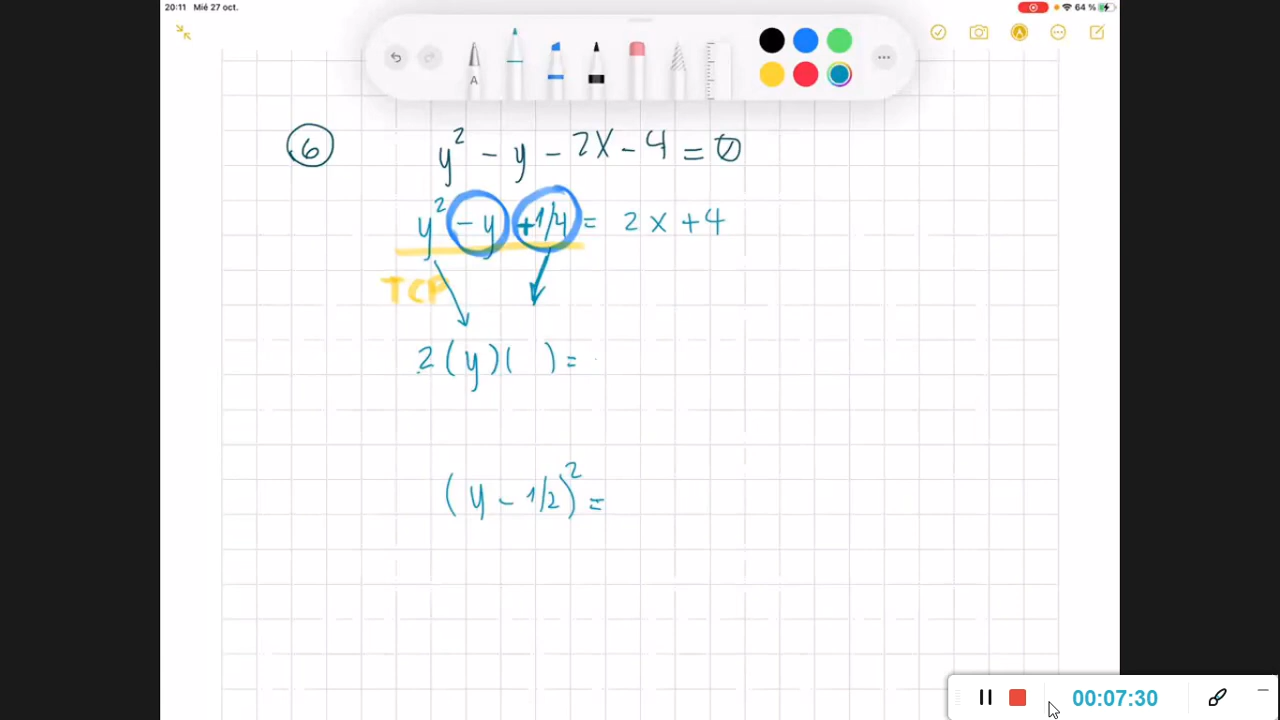 20:11 Mié 27 oct.
64 %
A
6
y² - y - 2x - 4 = 0
y² - y + 1/4 = 2x + 4
TCP
2(y)( ) =
(y - 1/2)² =
00:07:30